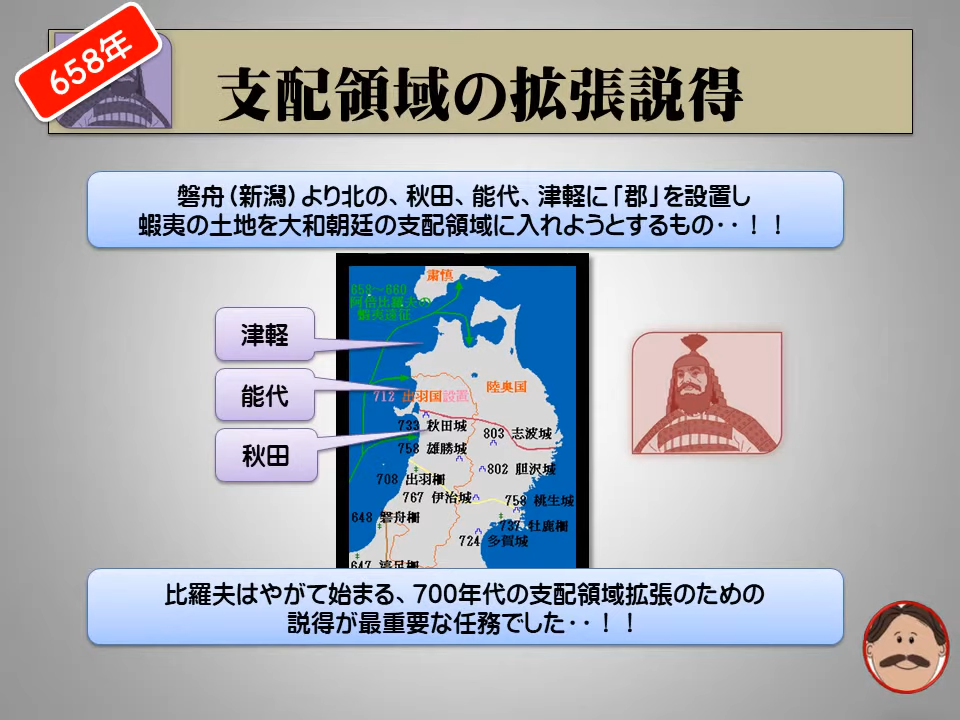 658年
支配領域の拡張説得
磐舟(新潟)より北の、秋田、能代、津軽に「郡」を設置し
蝦夷の土地を大和朝廷の支配領域に入れようとするもの・・！！
津軽
能代
秋田
粛慎
658～660
阿倍比羅夫の
蝦夷遠征
陸奥国
712 出羽国設置
733 秋田城
803 志波城
758 雄勝城
802 胆沢城
708 出羽柵
767 伊治城
758 桃生城
648 磐舟柵
737 牡鹿柵
724 多賀城
647 渟足柵
比羅夫はやがて始まる、700年代の支配領域拡張のための
説得が最重要な任務でした・・！！